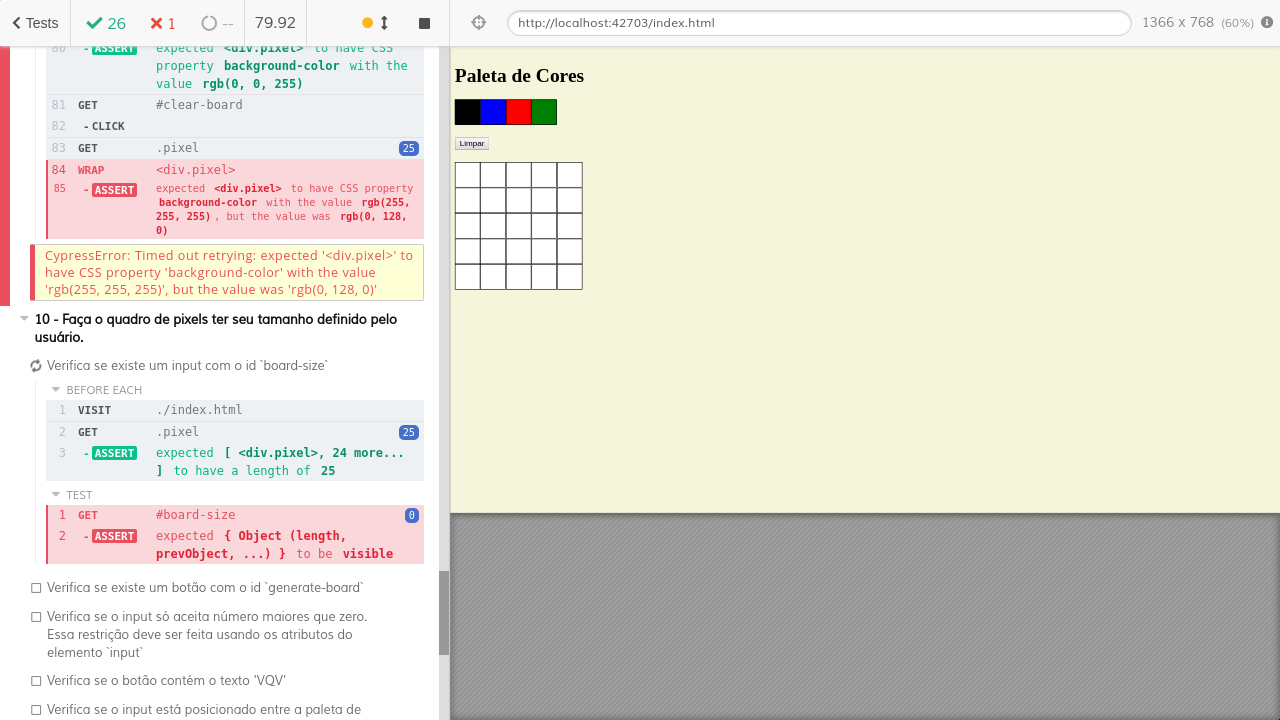 Tests
26
1
--
79.92
http://localhost:42703/index.html
1366 x 768 (60%)
80 - ASSERT expected <div.pixel> to have CSS
property background-color with the
value rgb(0, 0, 255)
81 GET #clear-board
82 - CLICK
83 GET .pixel 25
84 WRAP <div.pixel>
85 - ASSERT expected <div.pixel> to have CSS property
background-color with the value rgb(255,
255, 255) , but the value was rgb(0, 128,
0)
CypressError: Timed out retrying: expected '<div.pixel>' to
have CSS property 'background-color' with the value
'rgb(255, 255, 255)', but the value was 'rgb(0, 128, 0)'
10 - Faça o quadro de pixels ter seu tamanho definido pelo
usuário.
Verifica se existe um input com o id `board-size`
BEFORE EACH
1 VISIT ./index.html
2 GET .pixel 25
3 - ASSERT expected [ <div.pixel>, 24 more...
] to have a length of 25
TEST
1 GET #board-size 0
2 - ASSERT expected { Object (length,
prevObject, ...) } to be visible
Verifica se existe um botão com o id `generate-board`
Verifica se o input só aceita número maiores que zero.
Essa restrição deve ser feita usando os atributos do
elemento `input`
Verifica se o botão contém o texto 'VQV'
Verifica se o input está posicionado entre a paleta de
Paleta de Cores
Limpar